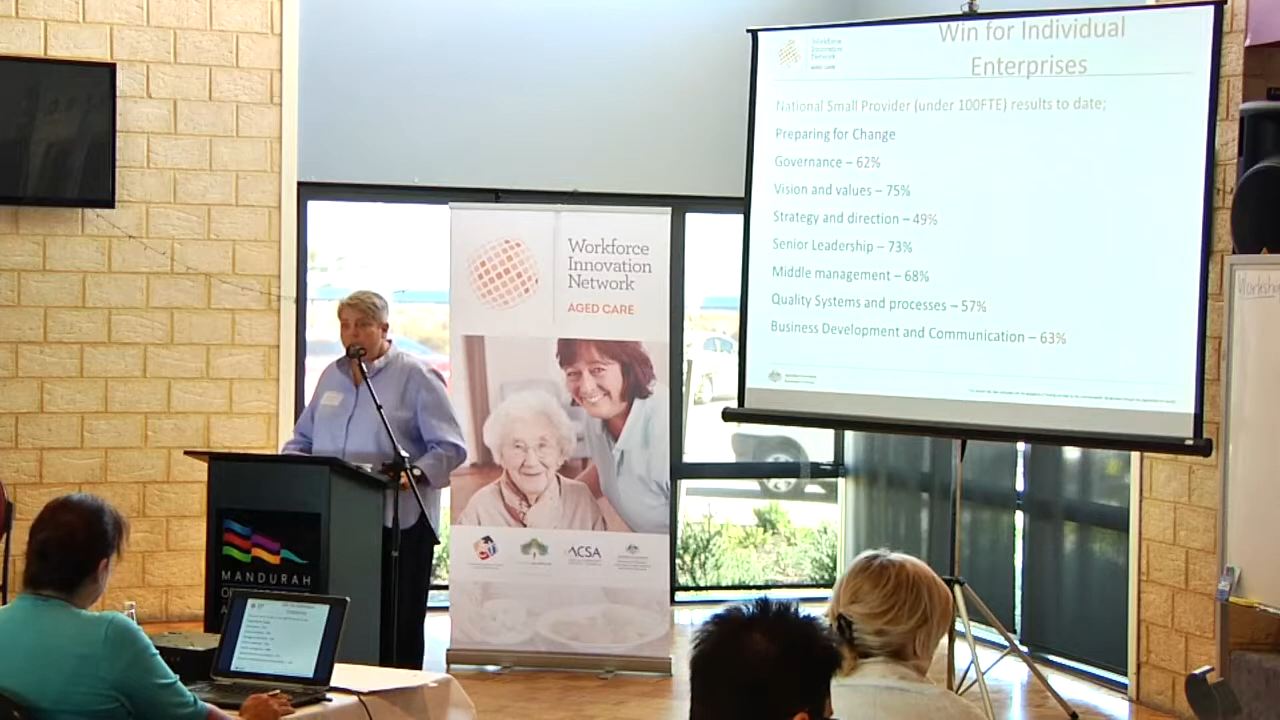 Win for Individual
Enterprises
Workforce
Innovation
Network
AGED CARE
National Small Provider (under 100FTE) results to date;
Preparing for Change
Governance – 62%
Vision and values – 75%
Strategy and direction – 49%
Senior Leadership – 73%
Middle management – 68%
Quality Systems and processes – 57%
Business Development and Communication – 63%
Workforce
Innovation
Network
AGED CARE
ACSA
MANDURAH